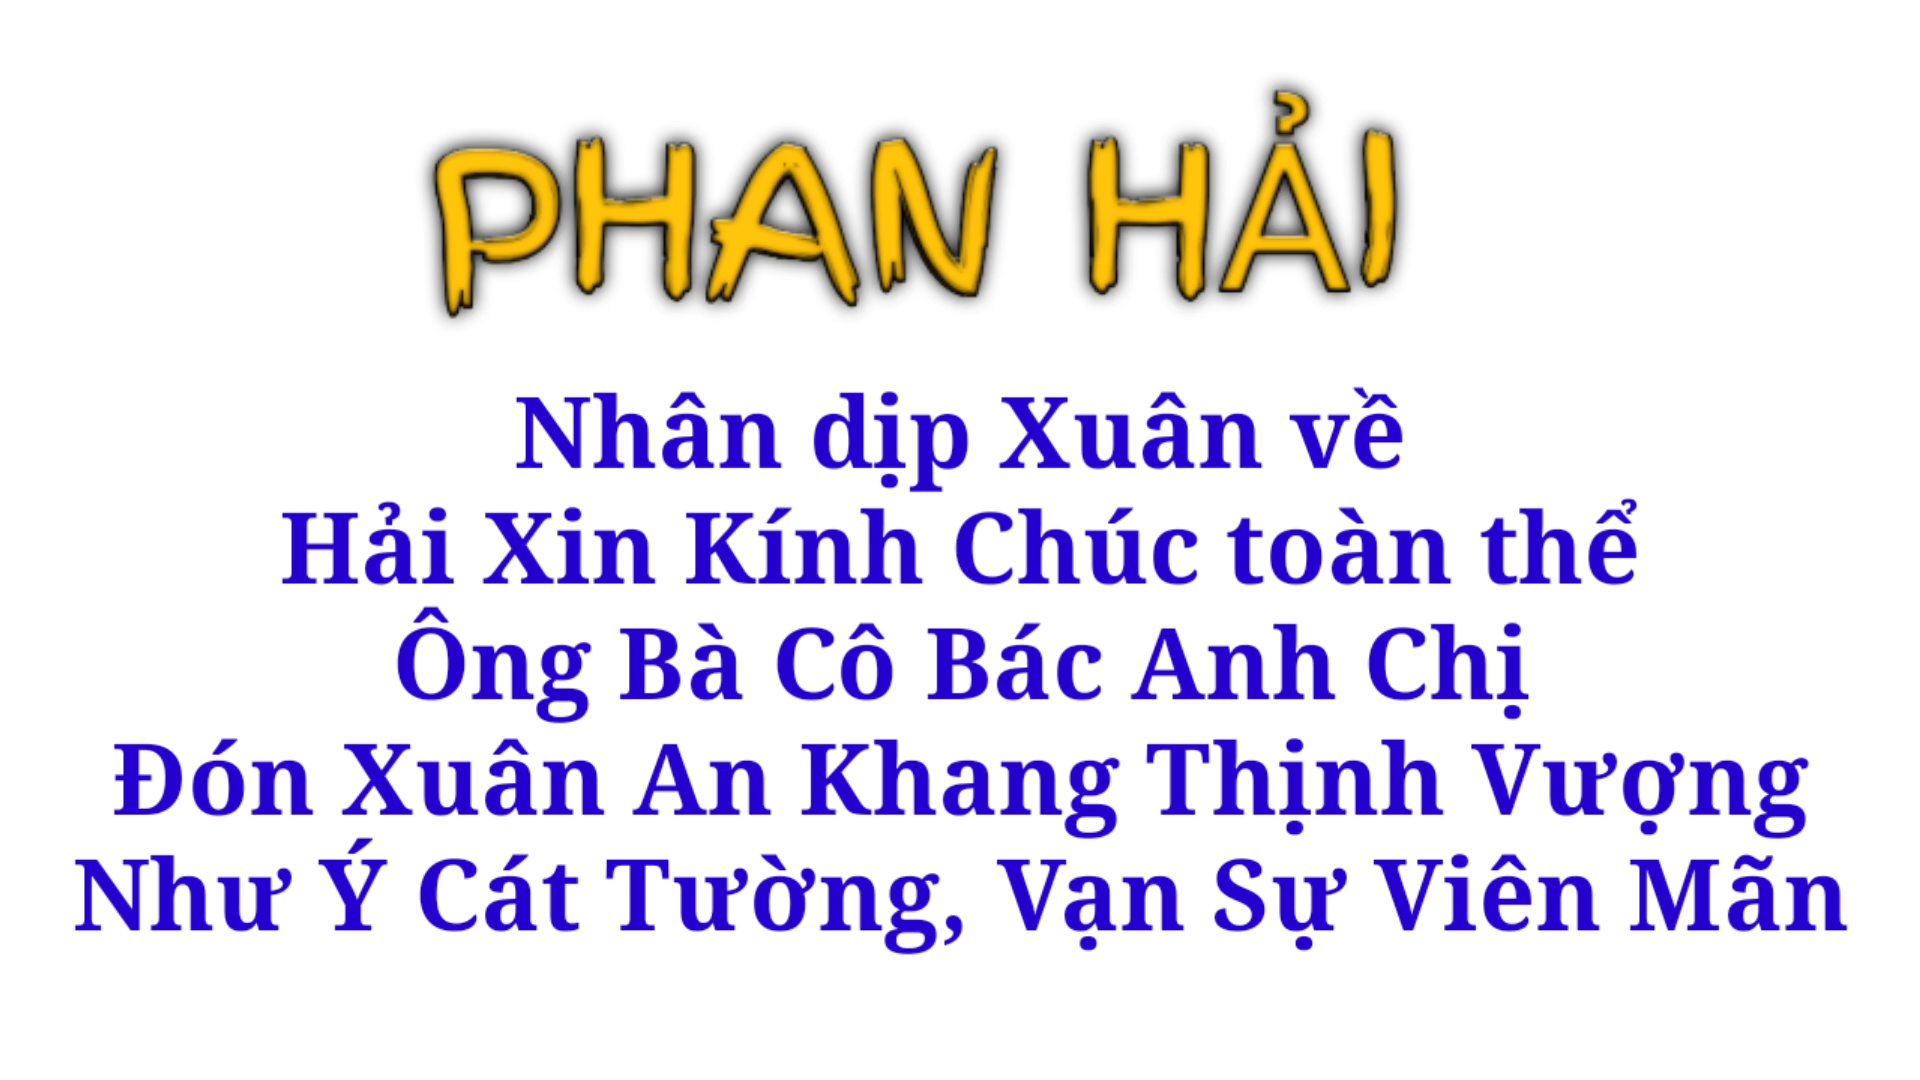 PHAN HẢI
Nhân dịp Xuân về
Hải Xin Kính Chúc toàn thể
Ông Bà Cô Bác Anh Chị
Đón Xuân An Khang Thịnh Vượng
Như Ý Cát Tường, Vạn Sự Viên Mãn